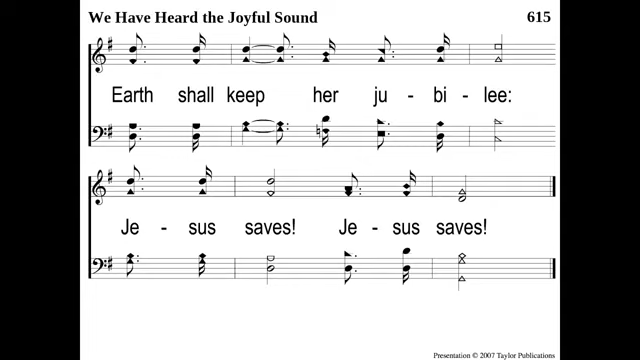 We Have Heard the Joyful Sound 615
Earth shall keep her ju - bi - lee:
Je - sus saves! Je - sus saves!
Presentation © 2007 Taylor Publications